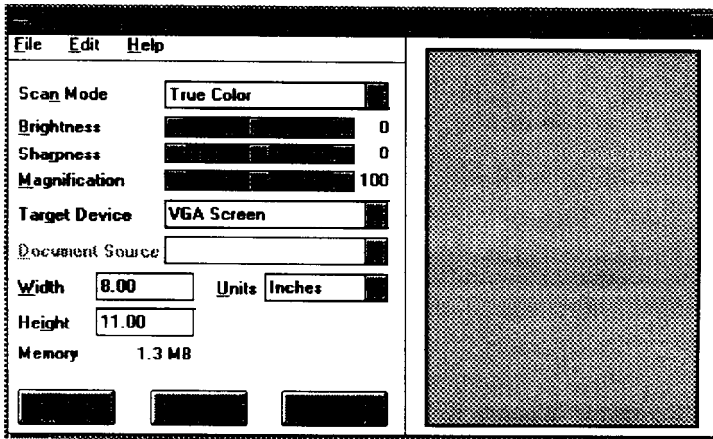 File Edit Help
Scan Mode True Color
Brightness 0
Sharpness 0
Magnification 100
Target Device VGA Screen
Document Source
Width 8.00 Units Inches
Height 11.00
Memory 1.3 MB